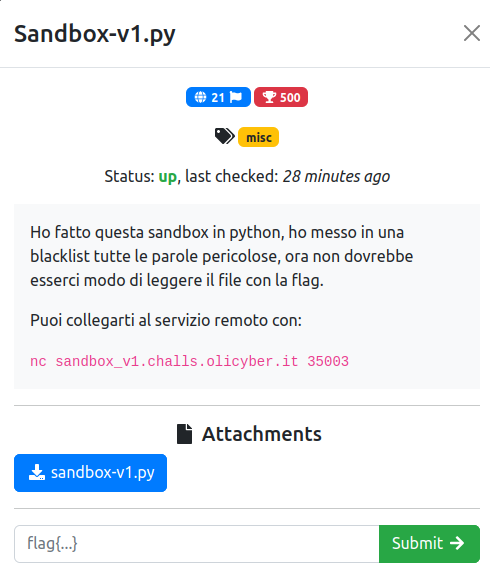 Sandbox-v1.py
21 500
misc
Status: up, last checked: 28 minutes ago
Ho fatto questa sandbox in python, ho messo in una
blacklist tutte le parole pericolose, ora non dovrebbe
esserci modo di leggere il file con la flag.
Puoi collegarti al servizio remoto con:
nc sandbox_v1.challs.olicyber.it 35003
Attachments
sandbox-v1.py
flag{...}
Submit